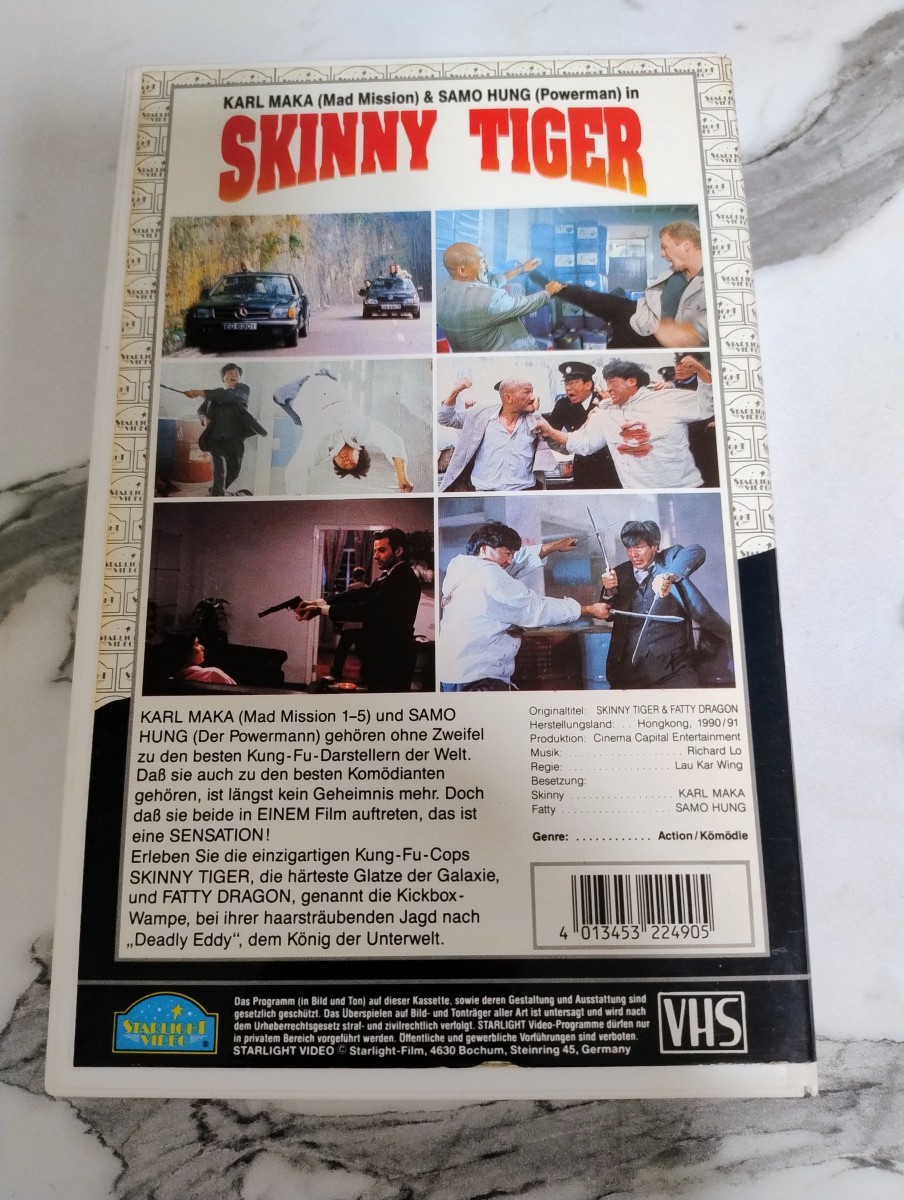 KARL MAKA (Mad Mission) & SAMO HUNG (Powerman) in
SKINNY TIGER
ED 6301
KARL MAKA (Mad Mission 1–5) und SAMO
HUNG (Der Powermann) gehören ohne Zweifel
zu den besten Kung-Fu-Darstellern der Welt.
Daß sie auch zu den besten Komödianten
gehören, ist längst kein Geheimnis mehr. Doch
daß sie beide in EINEM Film auftreten, das ist
eine SENSATION!
Erleben Sie die einzigartigen Kung-Fu-Cops
SKINNY TIGER, die härteste Glatze der Galaxie,
und FATTY DRAGON, genannt die Kickbox-
Wampe, bei ihrer haarsträubenden Jagd nach
„Deadly Eddy“, dem König der Unterwelt.
Originaltitel: SKINNY TIGER & FATTY DRAGON
Herstellungsland: . . Hongkong, 1990/91
Produktion: Cinema Capital Entertainment
Musik: . . . . . . . . . . . . . . . . . . Richard Lo
Regie: . . . . . . . . . . . . . . . . . Lau Kar Wing
Besetzung:
Skinny . . . . . . . . . . . . . . . . . KARL MAKA
Fatty . . . . . . . . . . . . . . . . . . SAMO HUNG
Genre: . . . . . . . . . . . . Action/Kömödie
4 013453 224905
STARLIGHT
VIDEO ®
Das Programm (in Bild und Ton) auf dieser Kassette, sowie deren Gestaltung und Ausstattung sind
gesetzlich geschützt. Das Überspielen auf Bild- und Tonträger aller Art ist untersagt und wird nach
dem Urheberrechtsgesetz straf- und zivilrechtlich verfolgt. STARLIGHT Video-Programme dürfen nur
in privatem Bereich vorgeführt werden. Öffentliche und gewerbliche Vorführungen sind verboten.
STARLIGHT VIDEO © Starlight-Film, 4630 Bochum, Steinring 45, Germany
VHS